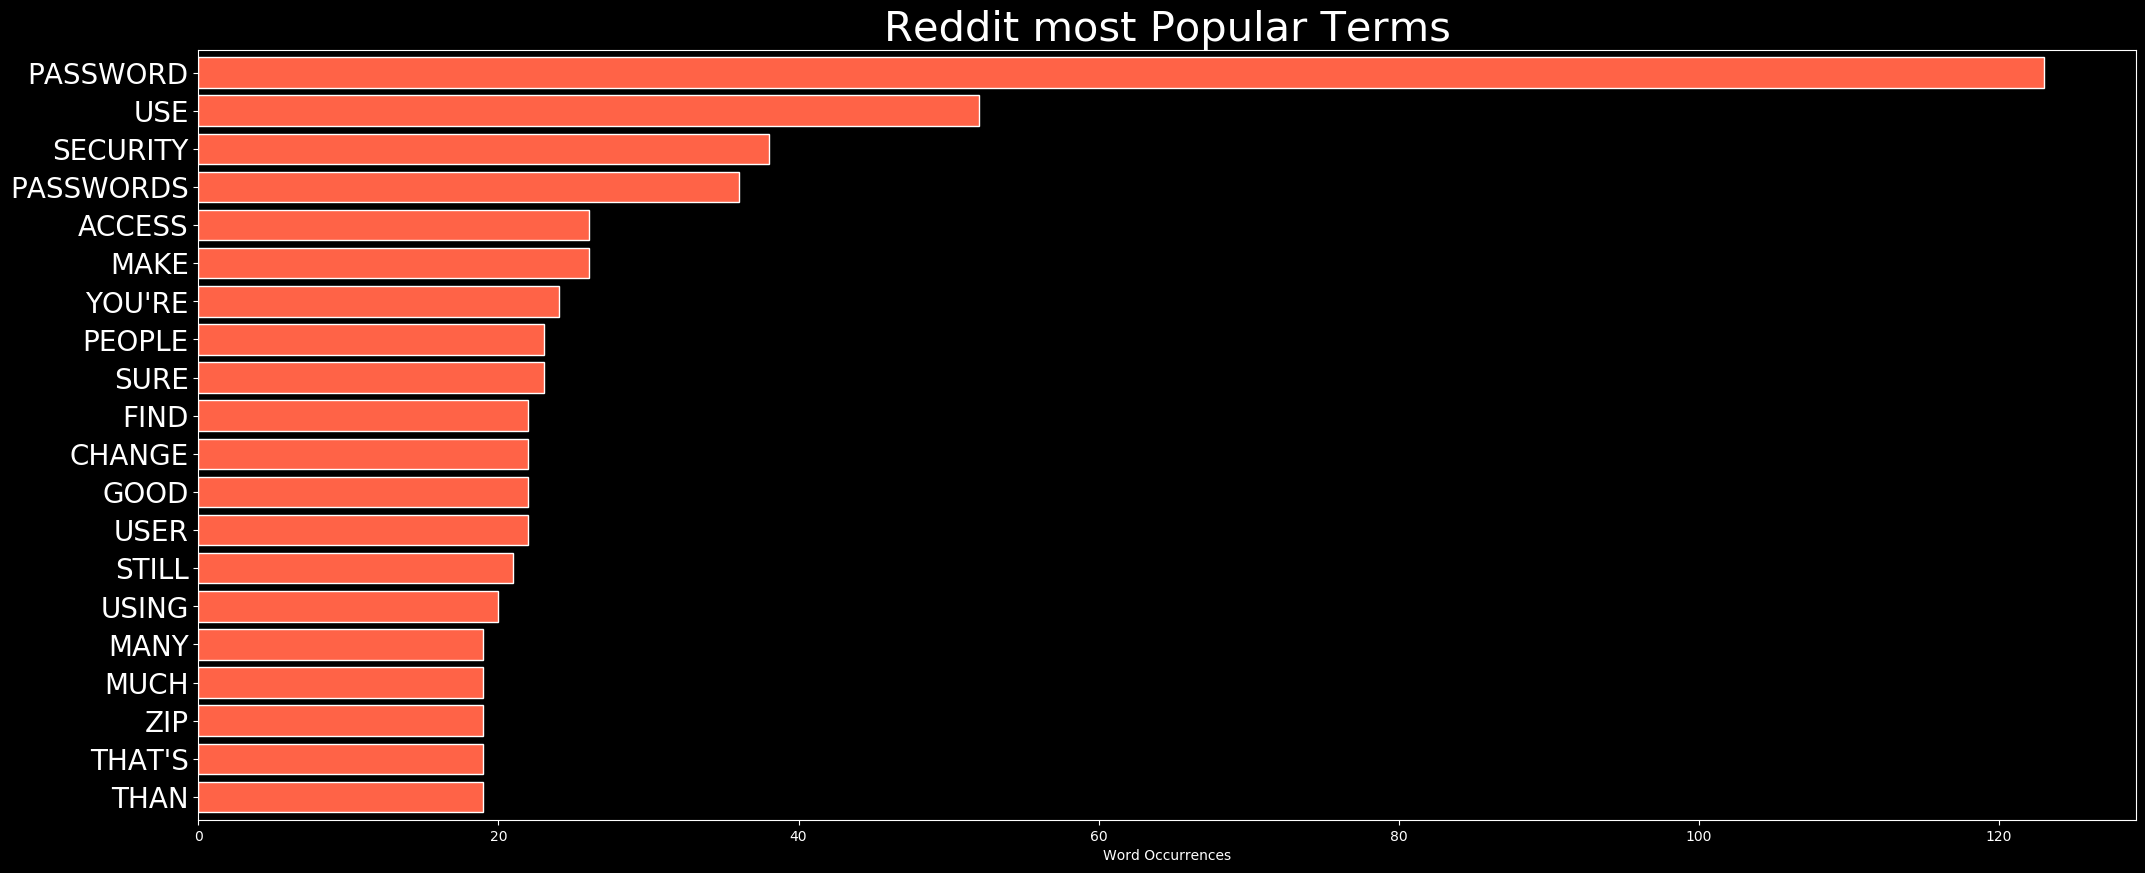 Reddit most Popular Terms
PASSWORD
USE
SECURITY
PASSWORDS
ACCESS
MAKE
YOU'RE
PEOPLE
SURE
FIND
CHANGE
GOOD
USER
STILL
USING
MANY
MUCH
ZIP
THAT'S
THAN
0 20 40 60 80 100 120
Word Occurrences